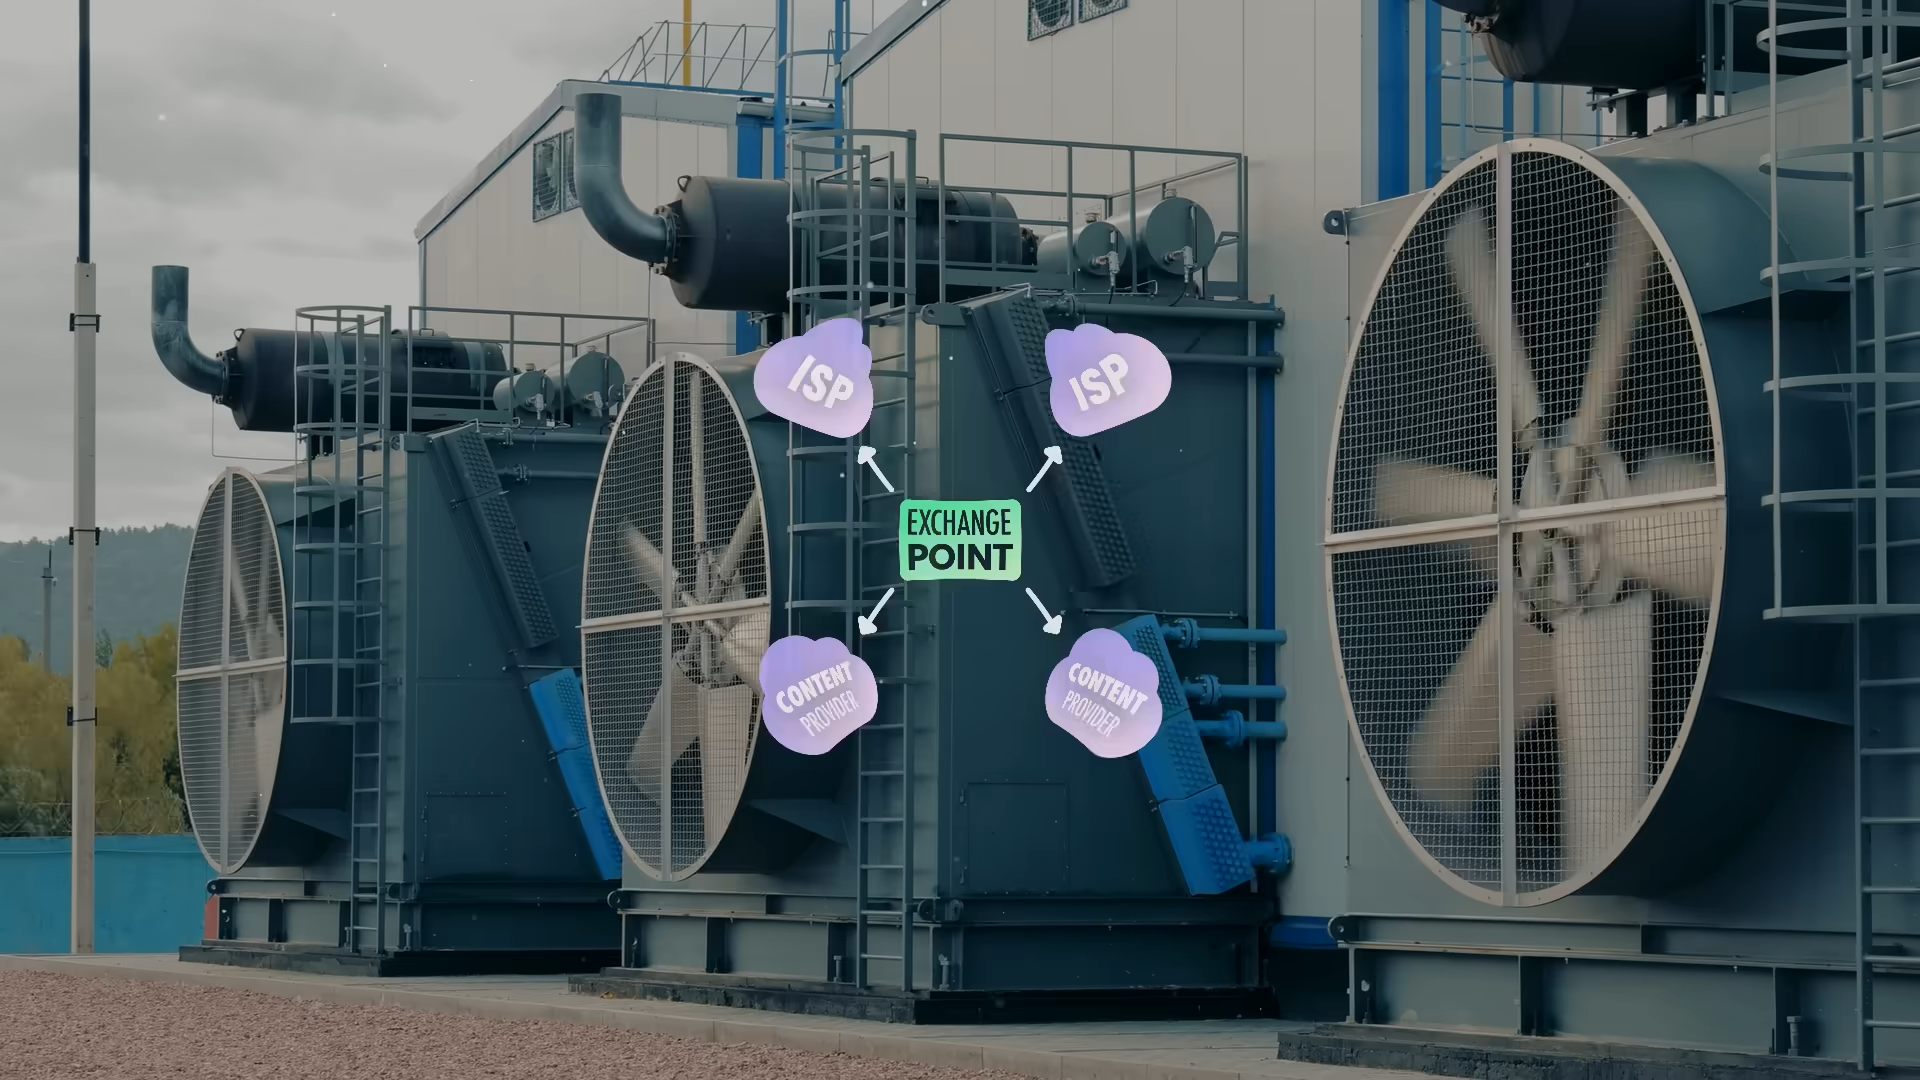 ISP
ISP
EXCHANGE
POINT
CONTENT
PROVIDER
CONTENT
PROVIDER